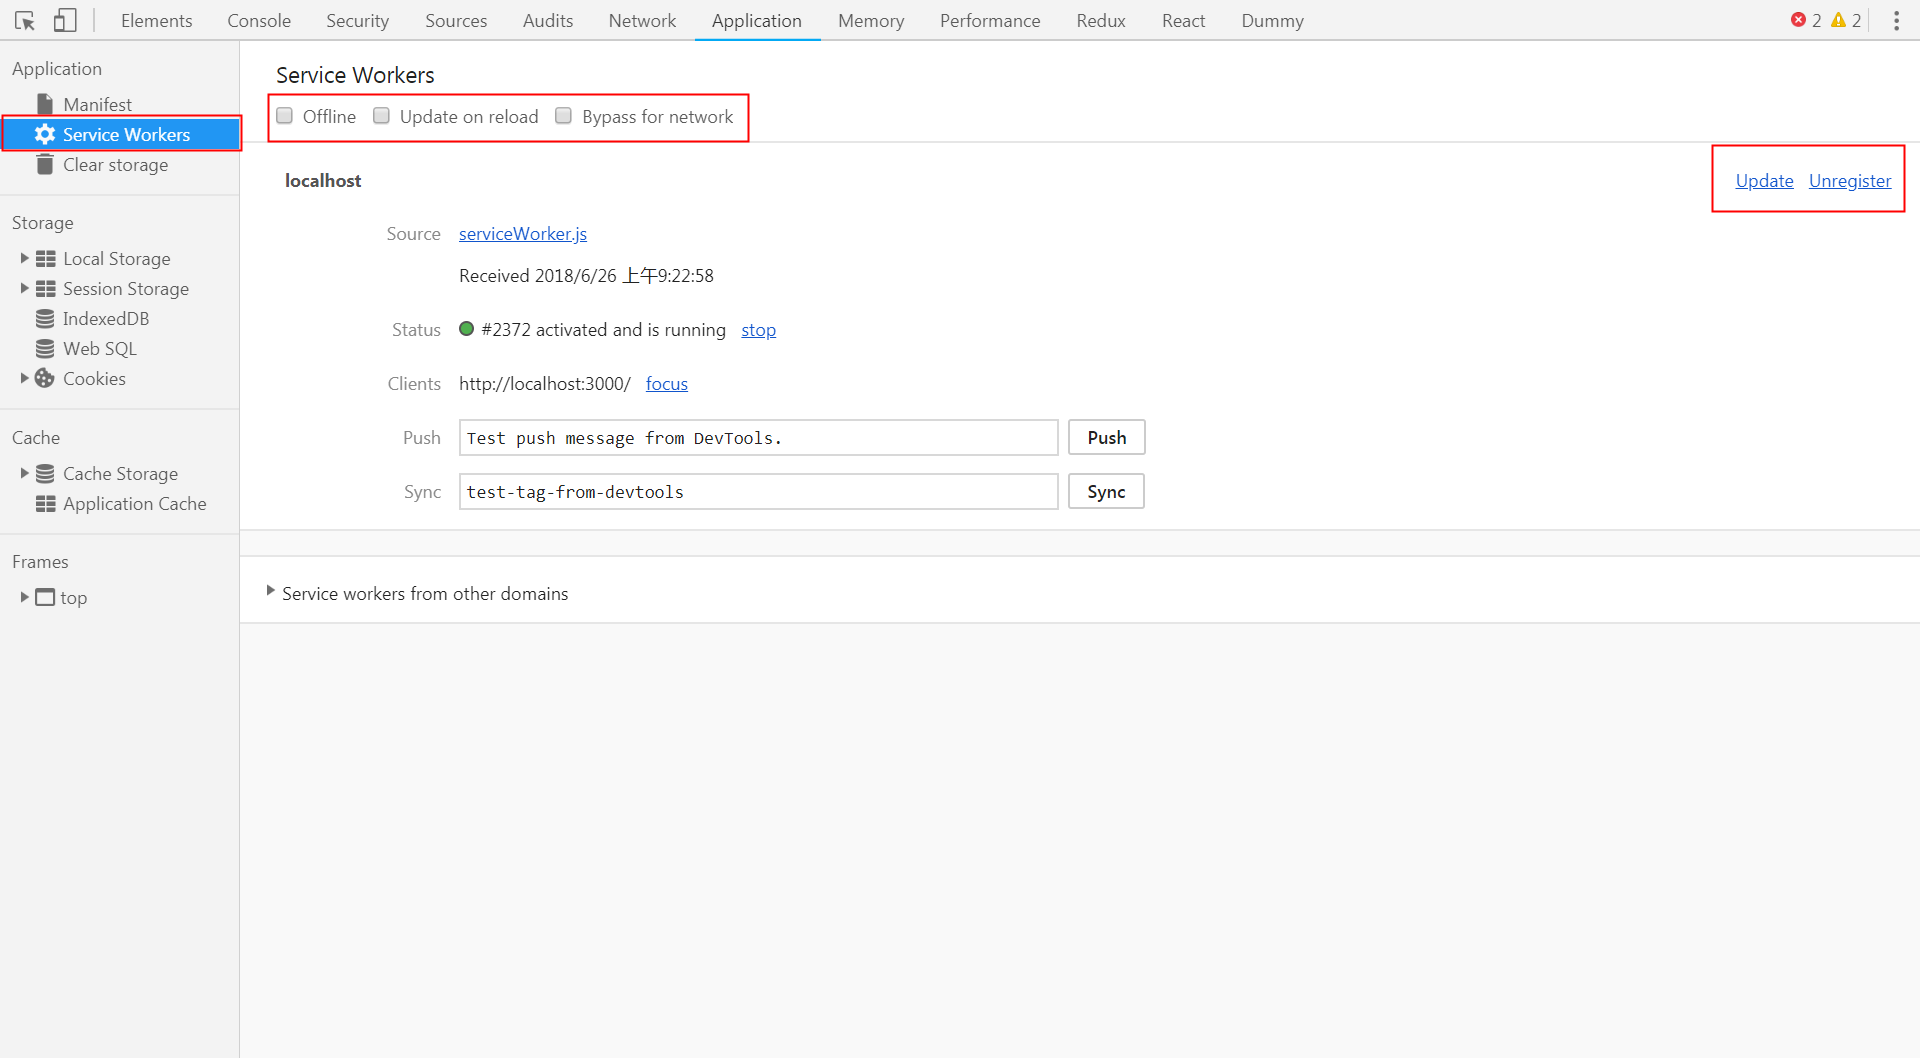 Elements Console Security Sources Audits Network Application Memory Performance Redux React Dummy 2 2
Application
Manifest
Service Workers
Clear storage
Storage
Local Storage
Session Storage
IndexedDB
Web SQL
Cookies
Cache
Cache Storage
Application Cache
Frames
top
Service Workers
Offline Update on reload Bypass for network
localhost Update Unregister
Source serviceWorker.js
Received 2018/6/26 上午9:22:58
Status #2372 activated and is running stop
Clients http://localhost:3000/ focus
Push Test push message from DevTools. Push
Sync test-tag-from-devtools Sync
Service workers from other domains